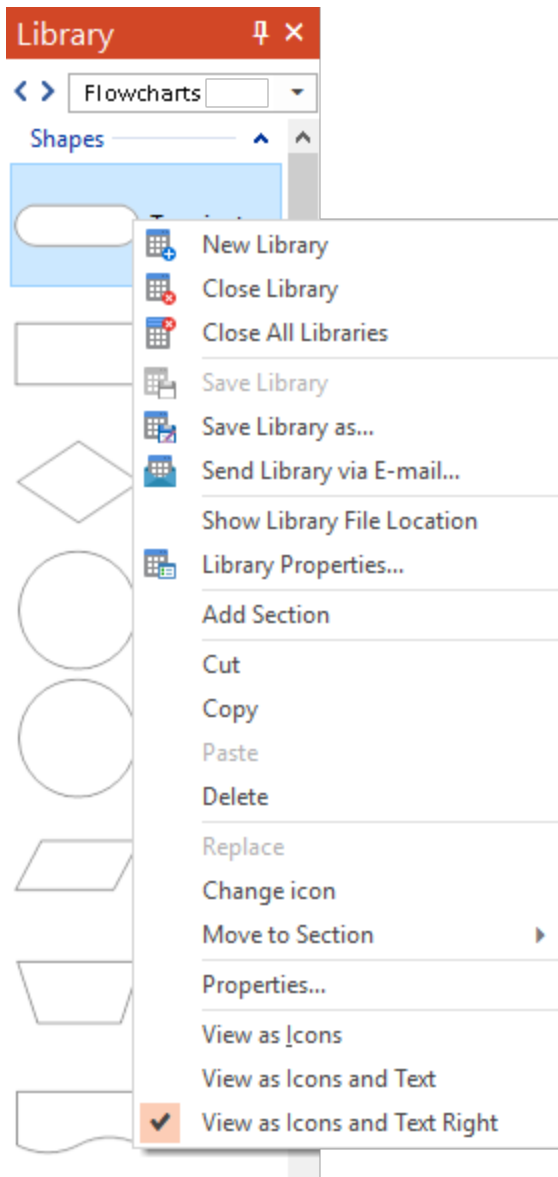 Library
Flowcharts
Shapes
New Library
Close Library
Close All Libraries
Save Library
Save Library as...
Send Library via E-mail...
Show Library File Location
Library Properties...
Add Section
Cut
Copy
Paste
Delete
Replace
Change icon
Move to Section
Properties...
View as Icons
View as Icons and Text
View as Icons and Text Right